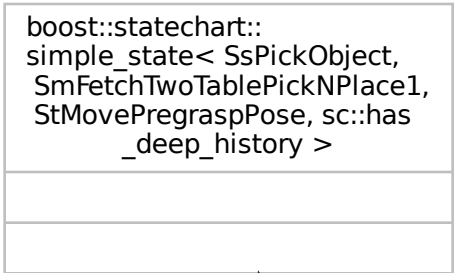 boost::statechart::
simple_state< SsPickObject,
SmFetchTwoTablePickNPlace1,
StMovePregraspPose, sc::has
_deep_history >